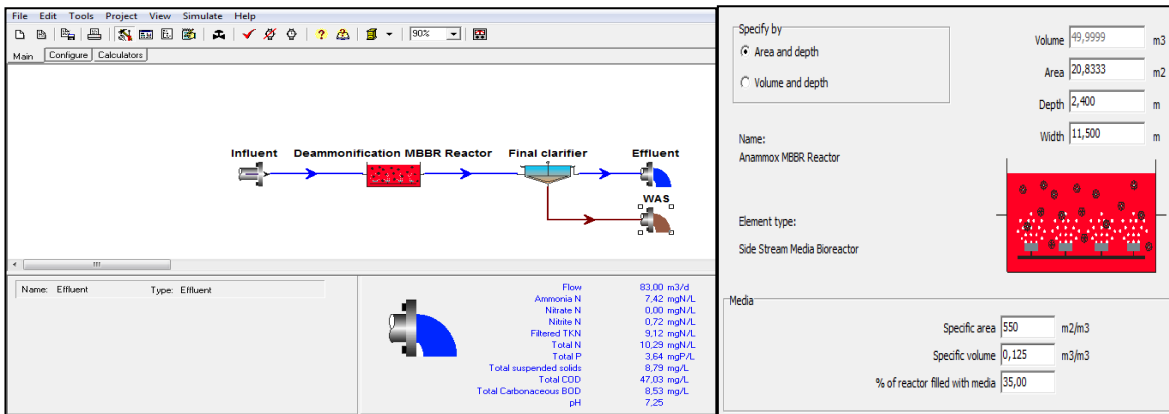 File Edit Tools Project View Simulate Help
90%
Main Configure Calculators
Influent Deammonification MBBR Reactor Final clarifier Effluent
WAS
Name: Effluent Type: Effluent
Flow 83,00 m3/d
Ammonia N 7,42 mgN/L
Nitrate N 0,00 mgN/L
Nitrite N 0,72 mgN/L
Filtered TKN 9,12 mgN/L
Total N 10,29 mgN/L
Total P 3,64 mgP/L
Total suspended solids 8,79 mg/L
Total COD 47,03 mg/L
Total Carbonaceous BOD 8,53 mg/L
pH 7,25
Specify by
Area and depth
Volume and depth
Volume 49,9999 m3
Area 20,8333 m2
Depth 2,400 m
Width 11,500 m
Name:
Anammox MBBR Reactor
Element type:
Side Stream Media Bioreactor
Media
Specific area 550 m2/m3
Specific volume 0,125 m3/m3
% of reactor filled with media 35,00